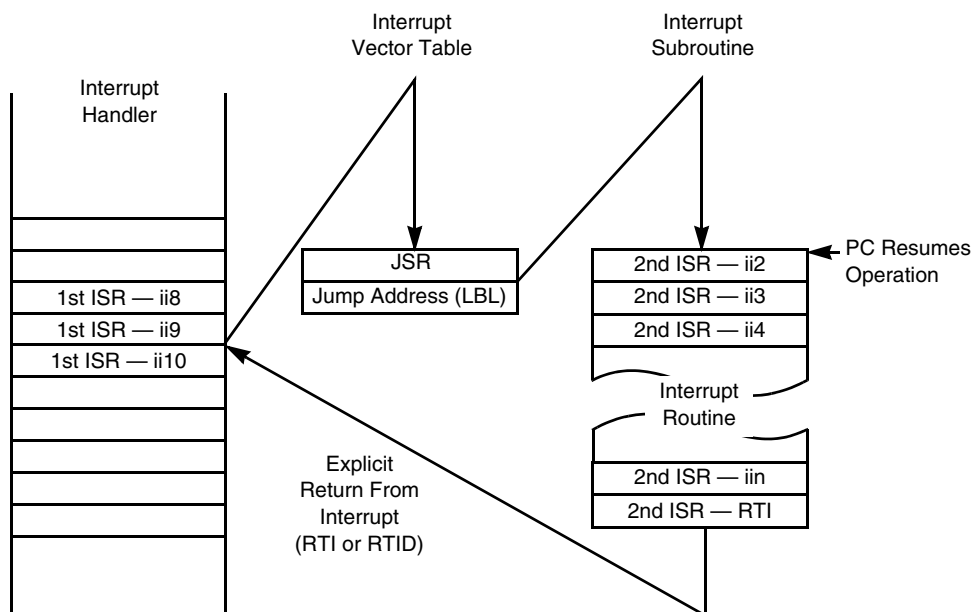 Interrupt
Vector Table
Interrupt
Subroutine
Interrupt
Handler
1st ISR — ii8
1st ISR — ii9
1st ISR — ii10
JSR
Jump Address (LBL)
2nd ISR — ii2
2nd ISR — ii3
2nd ISR — ii4
PC Resumes
Operation
Interrupt
Routine
2nd ISR — iin
2nd ISR — RTI
Explicit
Return From
Interrupt
(RTI or RTID)